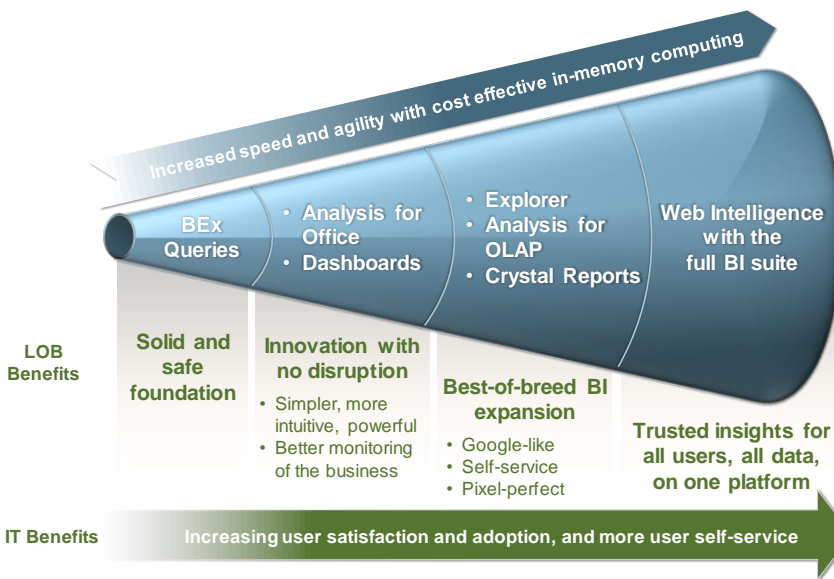 Increased speed and agility with cost effective in-memory computing
BEx
Queries
• Analysis for
Office
• Dashboards
• Explorer
• Analysis for
OLAP
• Crystal Reports
Web Intelligence
with the
full BI suite
LOB
Benefits
Solid and
safe
foundation
Innovation with
no disruption
• Simpler, more
intuitive, powerful
• Better monitoring
of the business
Best-of-breed BI
expansion
• Google-like
• Self-service
• Pixel-perfect
Trusted insights for
all users, all data,
on one platform
IT Benefits
Increasing user satisfaction and adoption, and more user self-service